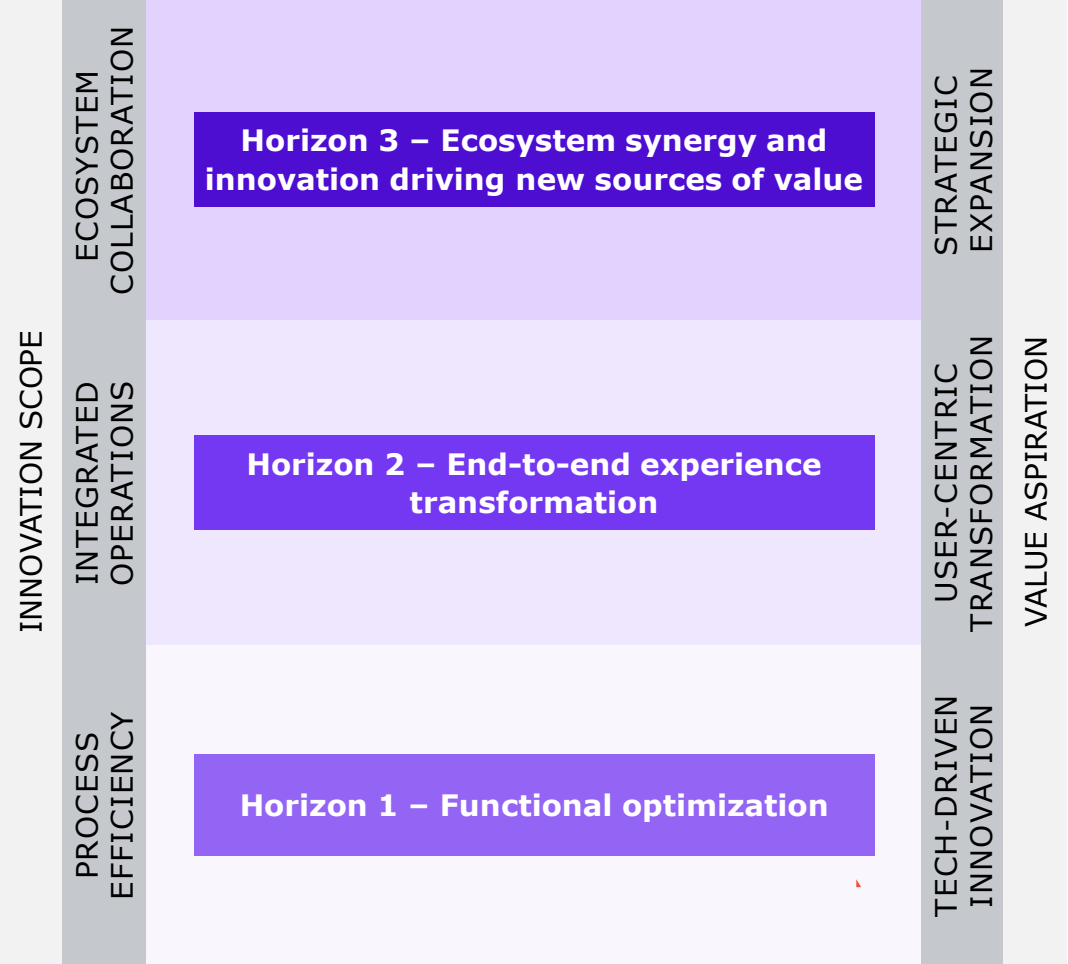 INNOVATION SCOPE
ECOSYSTEM
COLLABORATION
INTEGRATED
OPERATIONS
PROCESS
EFFICIENCY
Horizon 3 – Ecosystem synergy and
innovation driving new sources of value
Horizon 2 – End-to-end experience
transformation
Horizon 1 – Functional optimization
STRATEGIC
EXPANSION
USER-CENTRIC
TRANSFORMATION
TECH-DRIVEN
INNOVATION
VALUE ASPIRATION